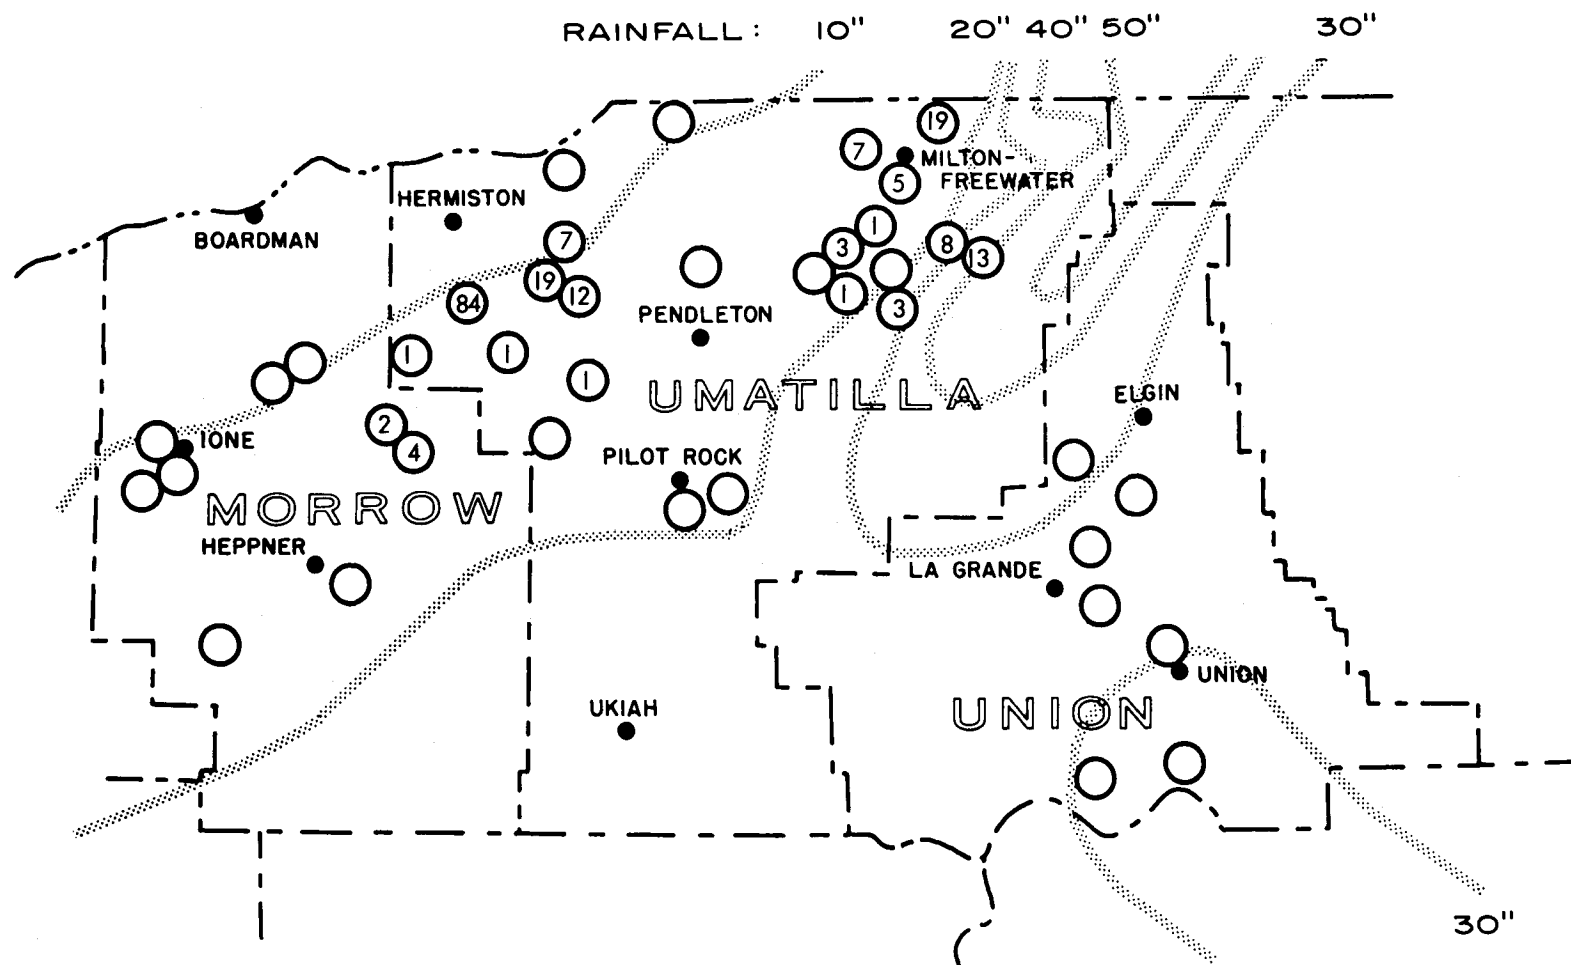 RAINFALL: 10" 20" 40" 50" 30"
19
7
MILTON-
FREEWATER
5
HERMISTON
BOARDMAN
1
7
3
8
13
19
12
1
3
84
PENDLETON
1
1
1
UMATILLA
ELGIN
2
IONE
4
PILOT ROCK
MORROW
HEPPNER
LA GRANDE
UNION
UKIAH
UNION
30"